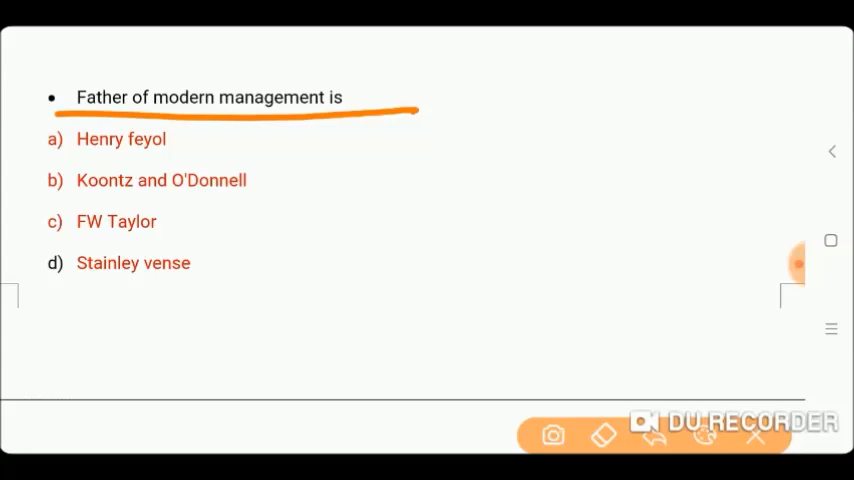 • Father of modern management is
a) Henry feyol
b) Koontz and O'Donnell
c) FW Taylor
d) Stainley vense
DU RECORDER